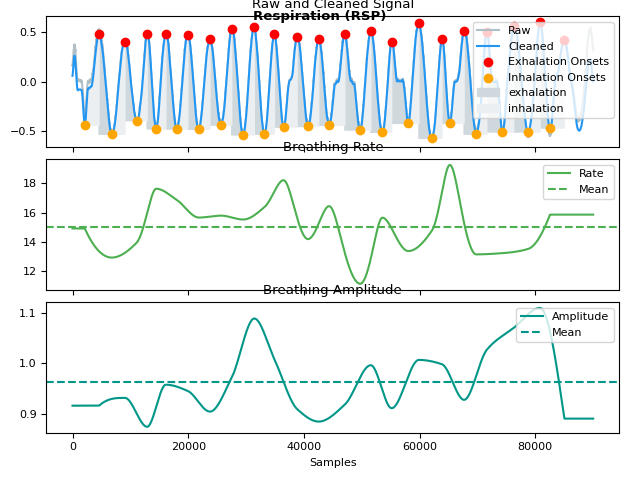 Raw and Cleaned Signal
Respiration (RSP)
0.5
0.0
−0.5
Raw
Cleaned
Exhalation Onsets
Inhalation Onsets
exhalation
inhalation
Breathing Rate
18
16
14
12
Rate
Mean
Breathing Amplitude
1.1
1.0
0.9
Amplitude
Mean
0 20000 40000 60000 80000
Samples